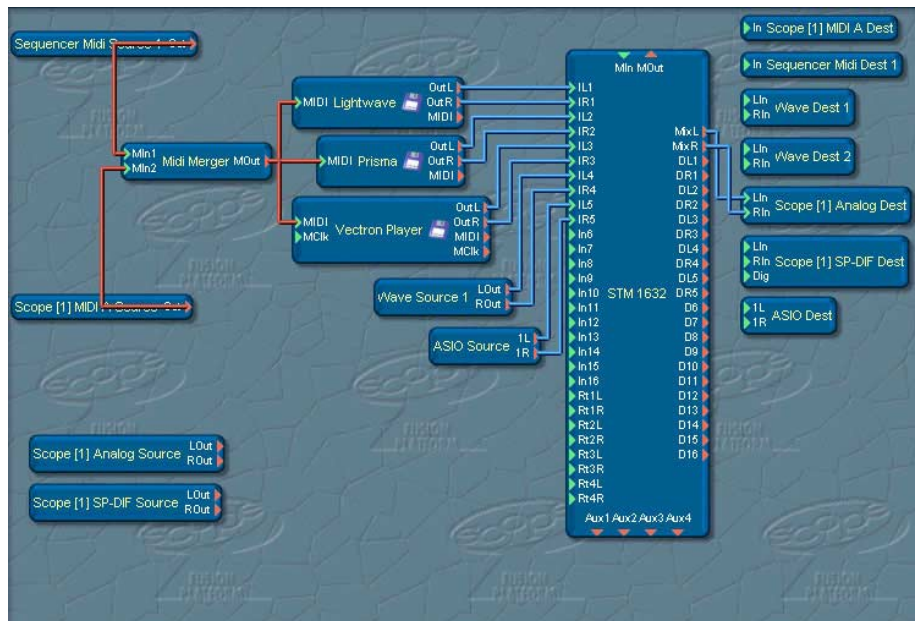 Sequencer Midi Source 1 Out
MIn1
MIn2
Midi Merger MOut
Scope [1] MIDI A Source Out
Scope [1] Analog Source
LOut
ROut
Scope [1] SP-DIF Source
LOut
ROut
MIDI Lightwave
OutL
OutR
MIDI
MIDI Prisma
OutL
OutR
MIDI
MIDI
MClk
Vectron Player
OutL
OutR
MIDI
MClk
Wave Source 1
LOut
ROut
ASIO Source
1L
1R
MIn MOut
IL1
IR1
IL2
IR2
IL3
IR3
IL4
IR4
IL5
IR5
In6
In7
In8
In9
In10
In11
In12
In13
In14
In15
In16
Rt1L
Rt1R
Rt2L
Rt2R
Rt3L
Rt3R
Rt4L
Rt4R
STM 1632
MixL
MixR
DL1
DR1
DL2
DR2
DL3
DR3
DL4
DR4
DL5
DR5
D6
D7
D8
D9
D10
D11
D12
D13
D14
D15
D16
Aux1 Aux2 Aux3 Aux4
In Scope [1] MIDI A Dest
In Sequencer Midi Dest 1
LIn
RIn
Wave Dest 1
LIn
RIn
Wave Dest 2
LIn
RIn
Scope [1] Analog Dest
LIn
RIn
Dig
Scope [1] SP-DIF Dest
1L
1R
ASIO Dest
scope
FUSION
PLATFORM